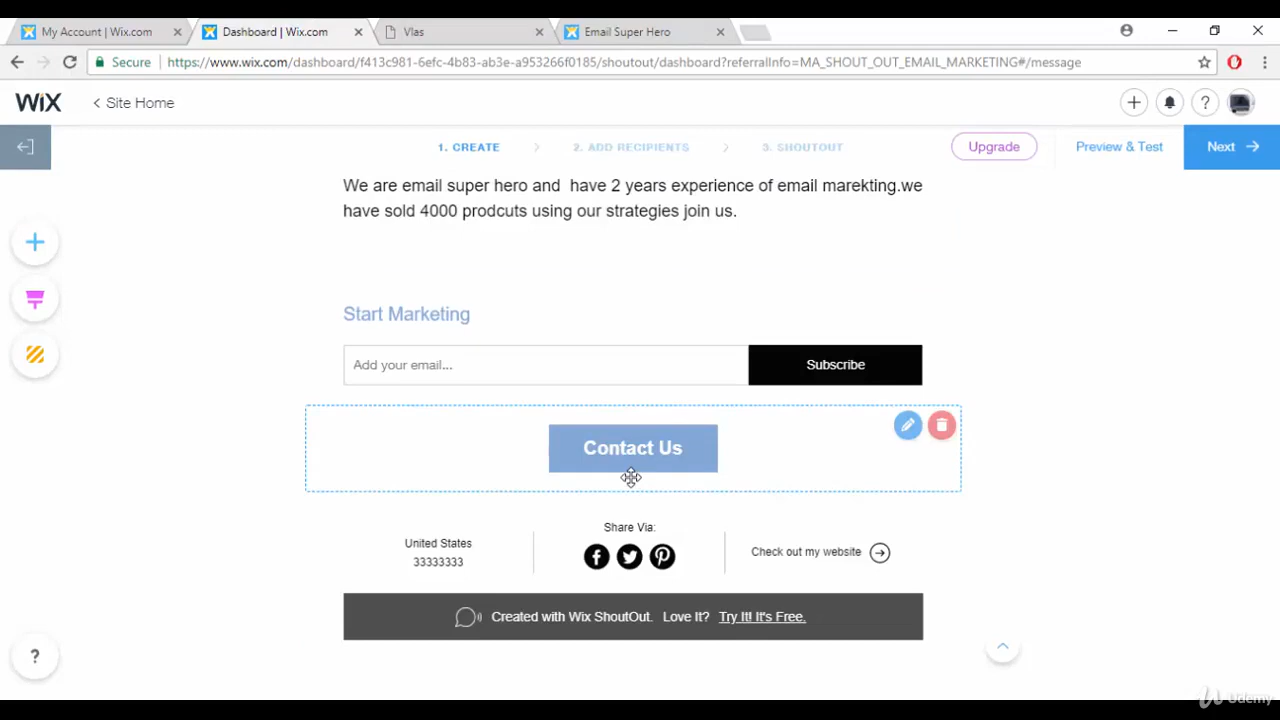 My Account | Wix.com
Dashboard | Wix.com
Vlas
Email Super Hero
Secure https://www.wix.com/dashboard/f413c981-6efc-4b83-ab3e-a953266f0185/shoutout/dashboard?referralInfo=MA_SHOUT_OUT_EMAIL_MARKETING#/message
WiX
< Site Home
?
1. CREATE > 2. ADD RECIPIENTS > 3. SHOUTOUT
Upgrade
Preview & Test
Next
We are email super hero and have 2 years experience of email marekting.we
have sold 4000 prodcuts using our strategies join us.
Start Marketing
Add your email...
Subscribe
Contact Us
Share Via:
United States
33333333
Check out my website
Created with Wix ShoutOut. Love It? Try It! It's Free.
?
Udemy